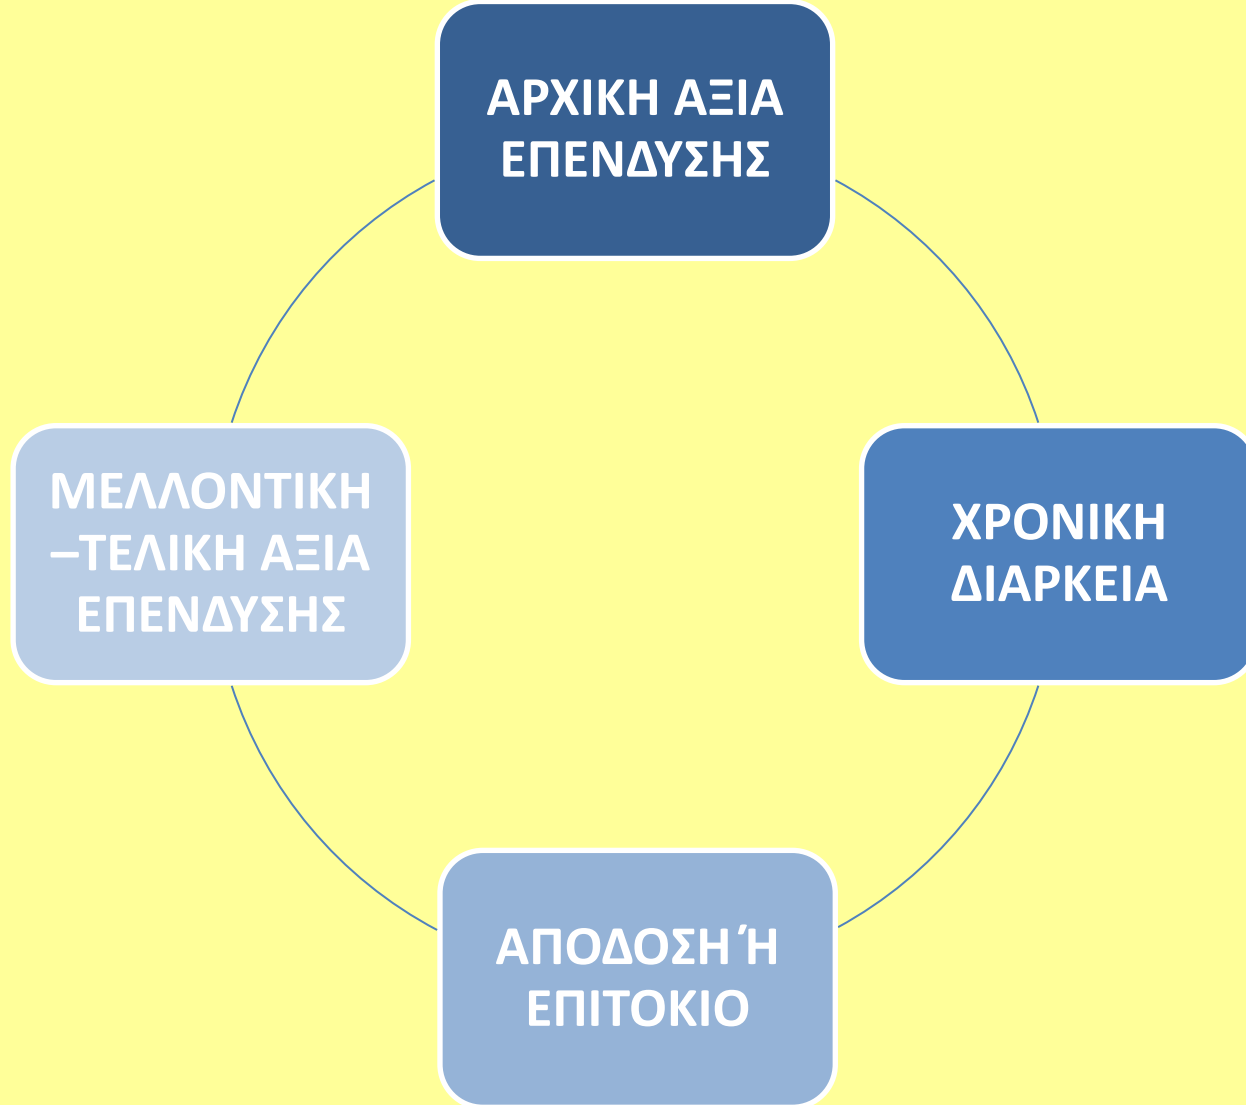 ΑΡΧΙΚΗ ΑΞΙΑ
ΕΠΕΝΔΥΣΗΣ
ΧΡΟΝΙΚΗ
ΔΙΑΡΚΕΙΑ
ΑΠΟΔΟΣΗ Ή
ΕΠΙΤΟΚΙΟ
ΜΕΛΛΟΝΤΙΚΗ
–ΤΕΛΙΚΗ ΑΞΙΑ
ΕΠΕΝΔΥΣΗΣ